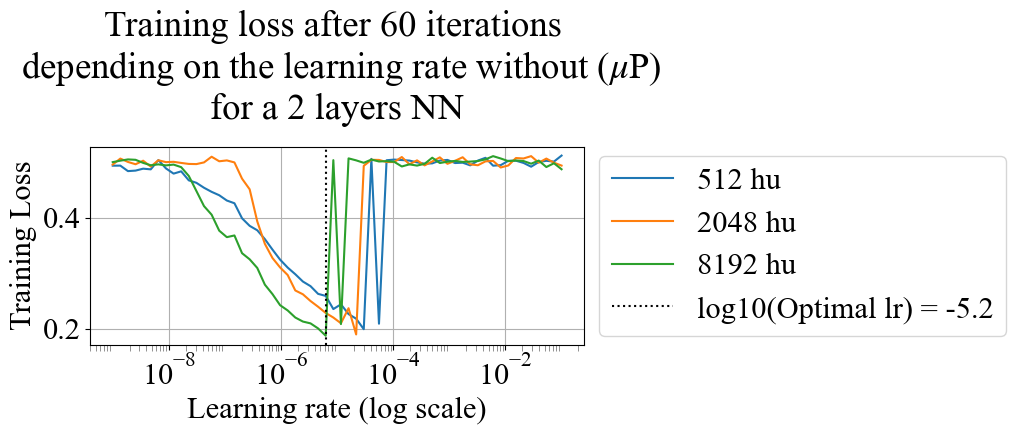 Training loss after 60 iterations
depending on the learning rate without (μP)
for a 2 layers NN
Training Loss
0.4
0.2
10⁻⁸ 10⁻⁶ 10⁻⁴ 10⁻²
Learning rate (log scale)
512 hu
2048 hu
8192 hu
log10(Optimal lr) = -5.2